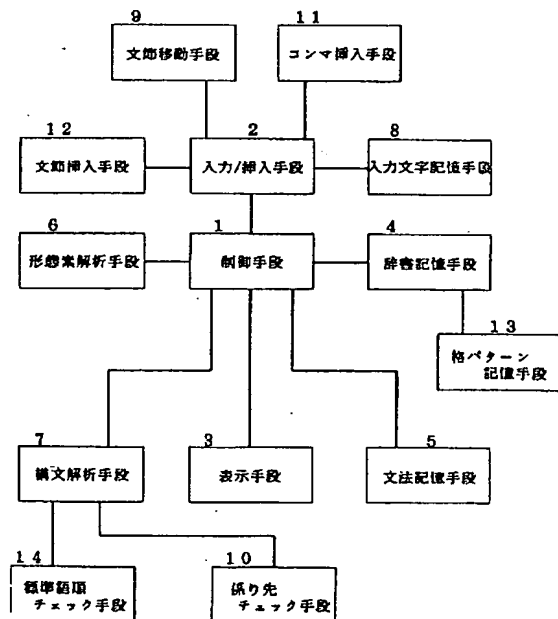 9
11
文節移動手段
コンマ挿入手段
12
2
8
文節挿入手段
入力/挿入手段
入力文字記憶手段
6
1
4
形態素解析手段
制御手段
辞書記憶手段
13
格パターン
記憶手段
7
3
5
構文解析手段
表示手段
文法記憶手段
14
10
標準語順
チェック手段
係り先
チェック手段